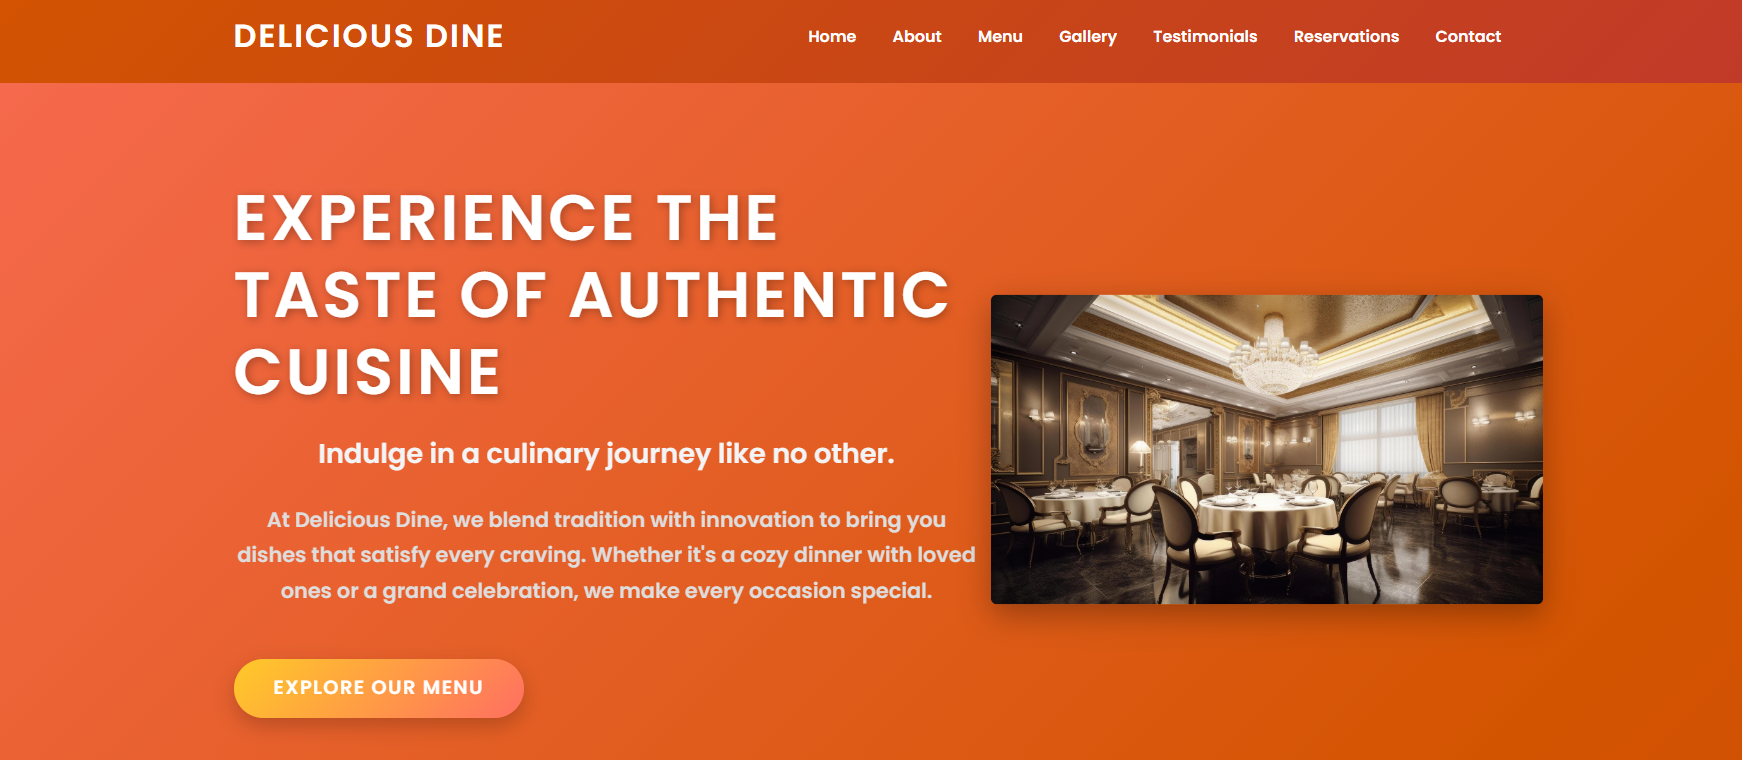 DELICIOUS DINE
Home About Menu Gallery Testimonials Reservations Contact
EXPERIENCE THE
TASTE OF AUTHENTIC
CUISINE
Indulge in a culinary journey like no other.
At Delicious Dine, we blend tradition with innovation to bring you
dishes that satisfy every craving. Whether it's a cozy dinner with loved
ones or a grand celebration, we make every occasion special.
EXPLORE OUR MENU